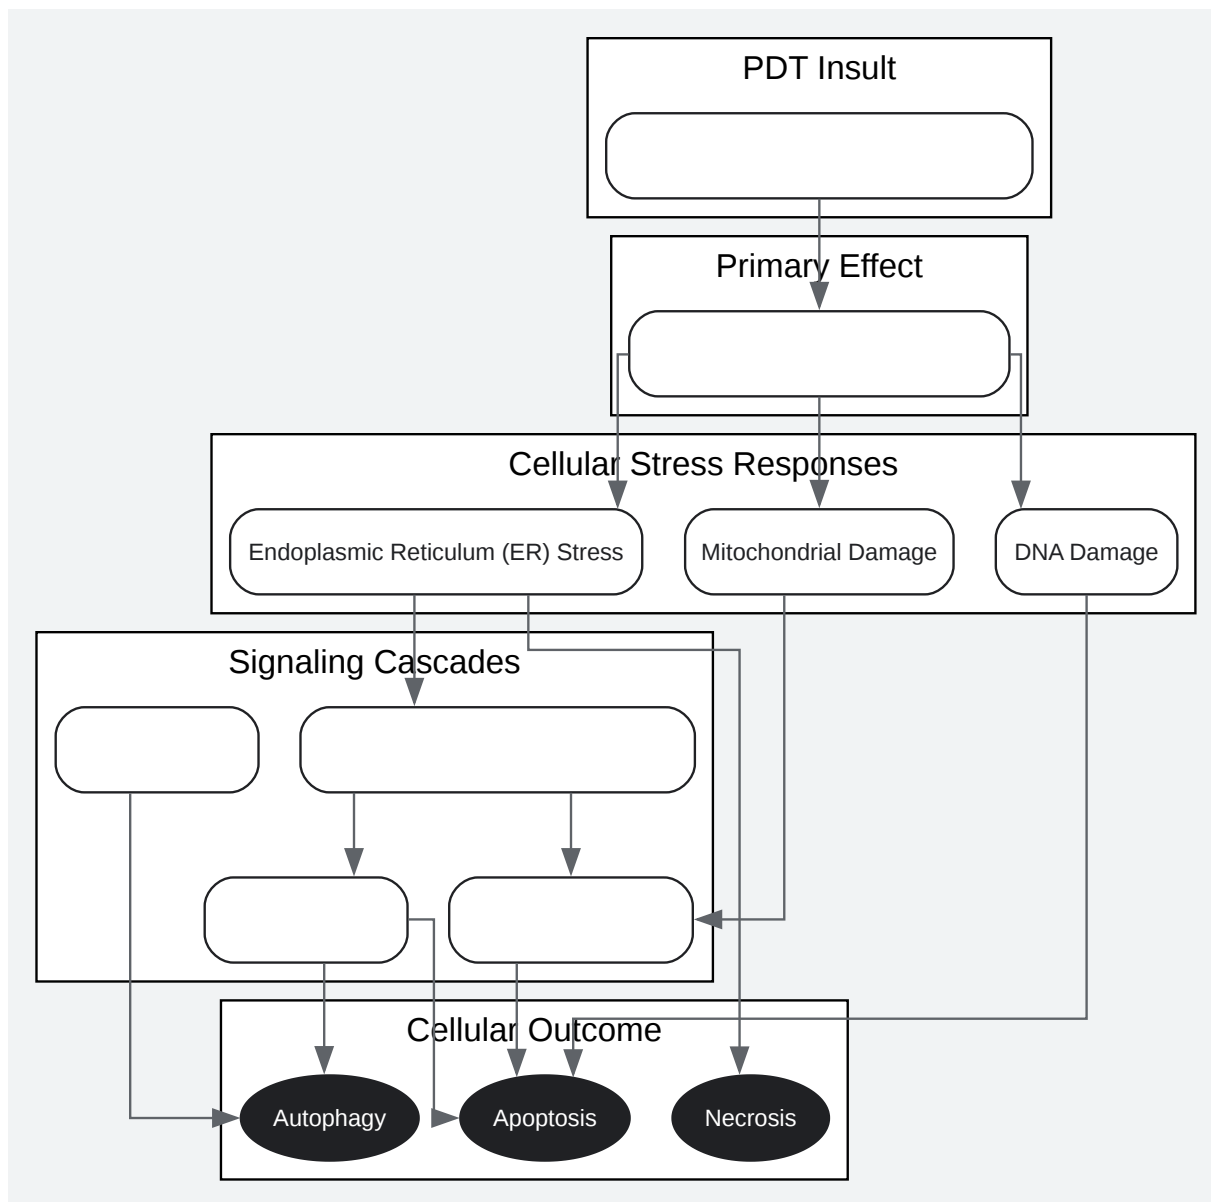 PDT Insult
Primary Effect
Cellular Stress Responses
Endoplasmic Reticulum (ER) Stress
Mitochondrial Damage
DNA Damage
Signaling Cascades
Cellular Outcome
Autophagy
Apoptosis
Necrosis